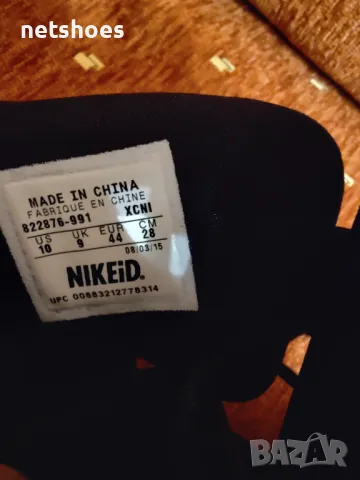 netshoes
MADE IN CHINA
FABRIQUE EN CHINE
822876-991 XCNI
US UK EUR CM
10 9 44 28
08/03/15
NIKEiD.
UPC 00883212778314
BAZAR